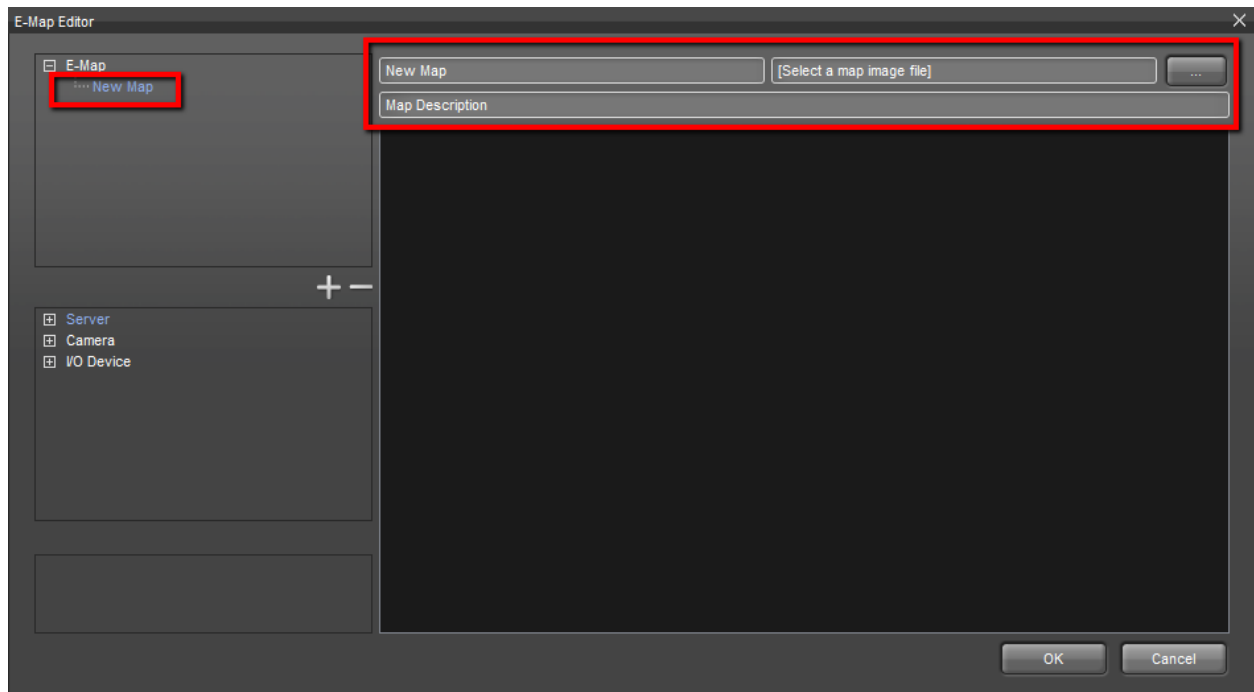 E-Map Editor
E-Map
New Map
New Map
[Select a map image file]
...
Map Description
Server
Camera
I/O Device
OK
Cancel